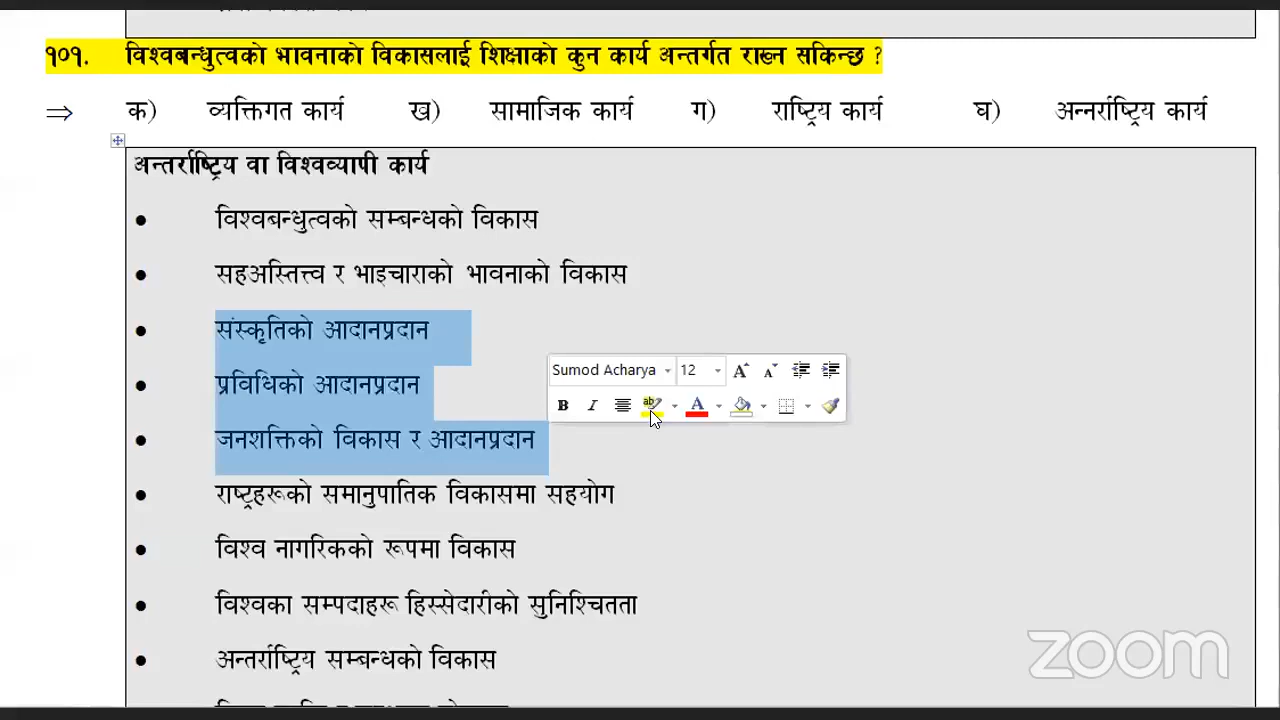 १०१. विश्वबन्धुत्वको भावनाको विकासलाई शिक्षाको कुन कार्य अन्तर्गत राख्न सकिन्छ ?
⇒ क) व्यक्तिगत कार्य ख) सामाजिक कार्य ग) राष्ट्रिय कार्य घ) अन्नर्राष्ट्रिय कार्य
अन्तर्राष्ट्रिय वा विश्वव्यापी कार्य
• विश्वबन्धुत्वको सम्बन्धको विकास
• सहअस्तित्त्व र भाइचाराको भावनाको विकास
• संस्कृतिको आदानप्रदान
Sumod Acharya 12
• प्रविधिको आदानप्रदान
• जनशक्तिको विकास र आदानप्रदान
• राष्ट्रहरूको समानुपातिक विकासमा सहयोग
• विश्व नागरिकको रूपमा विकास
• विश्वका सम्पदाहरू हिस्सेदारीको सुनिश्चितता
• अन्तर्राष्ट्रिय सम्बन्धको विकास
zoom